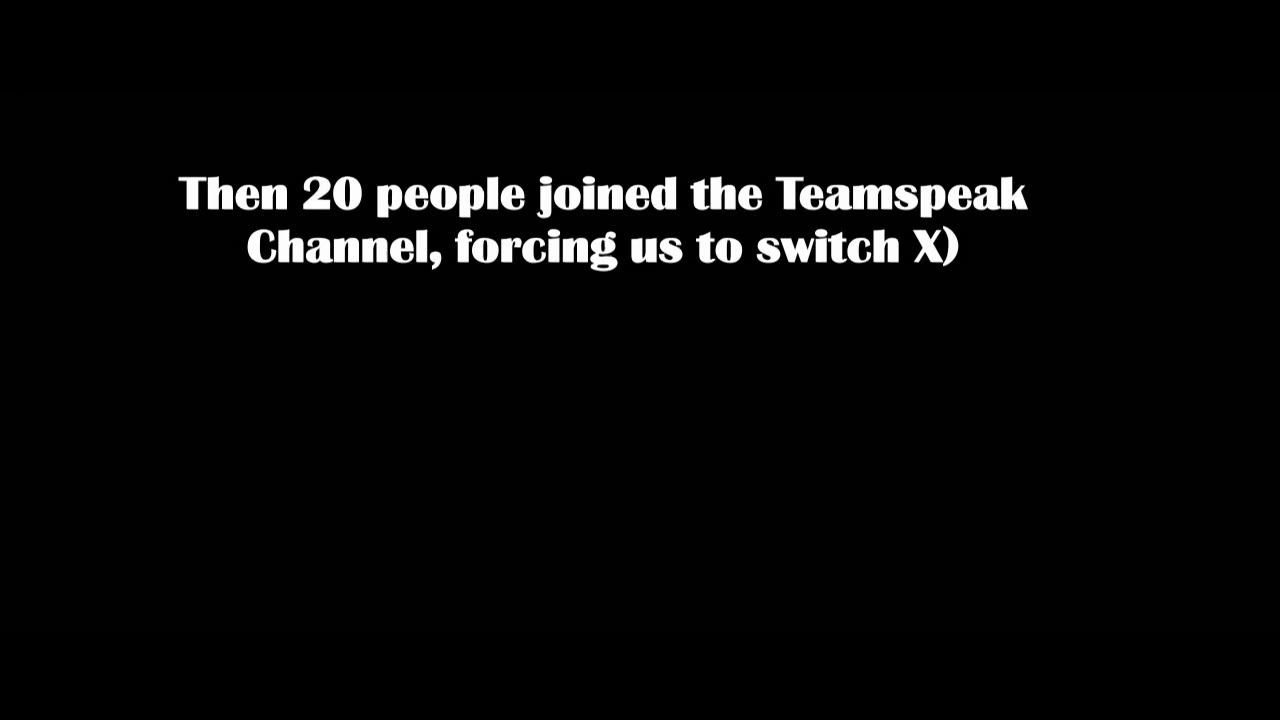 Then 20 people joined the Teamspeak
Channel, forcing us to switch X)